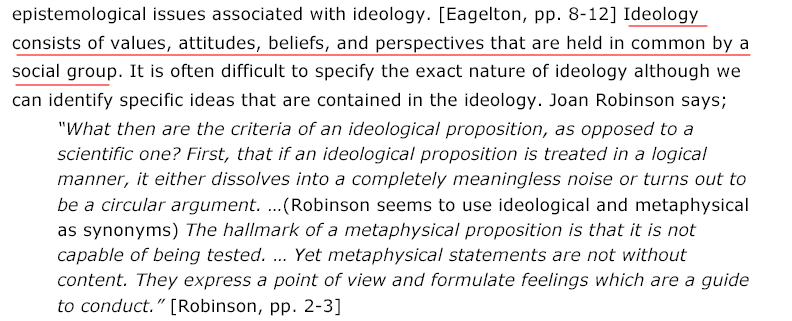 epistemological issues associated with ideology. [Eagelton, pp. 8-12] Ideology
consists of values, attitudes, beliefs, and perspectives that are held in common by a
social group. It is often difficult to specify the exact nature of ideology although we
can identify specific ideas that are contained in the ideology. Joan Robinson says;
“What then are the criteria of an ideological proposition, as opposed to a
scientific one? First, that if an ideological proposition is treated in a logical
manner, it either dissolves into a completely meaningless noise or turns out to
be a circular argument. …(Robinson seems to use ideological and metaphysical
as synonyms) The hallmark of a metaphysical proposition is that it is not
capable of being tested. … Yet metaphysical statements are not without
content. They express a point of view and formulate feelings which are a guide
to conduct.” [Robinson, pp. 2-3]